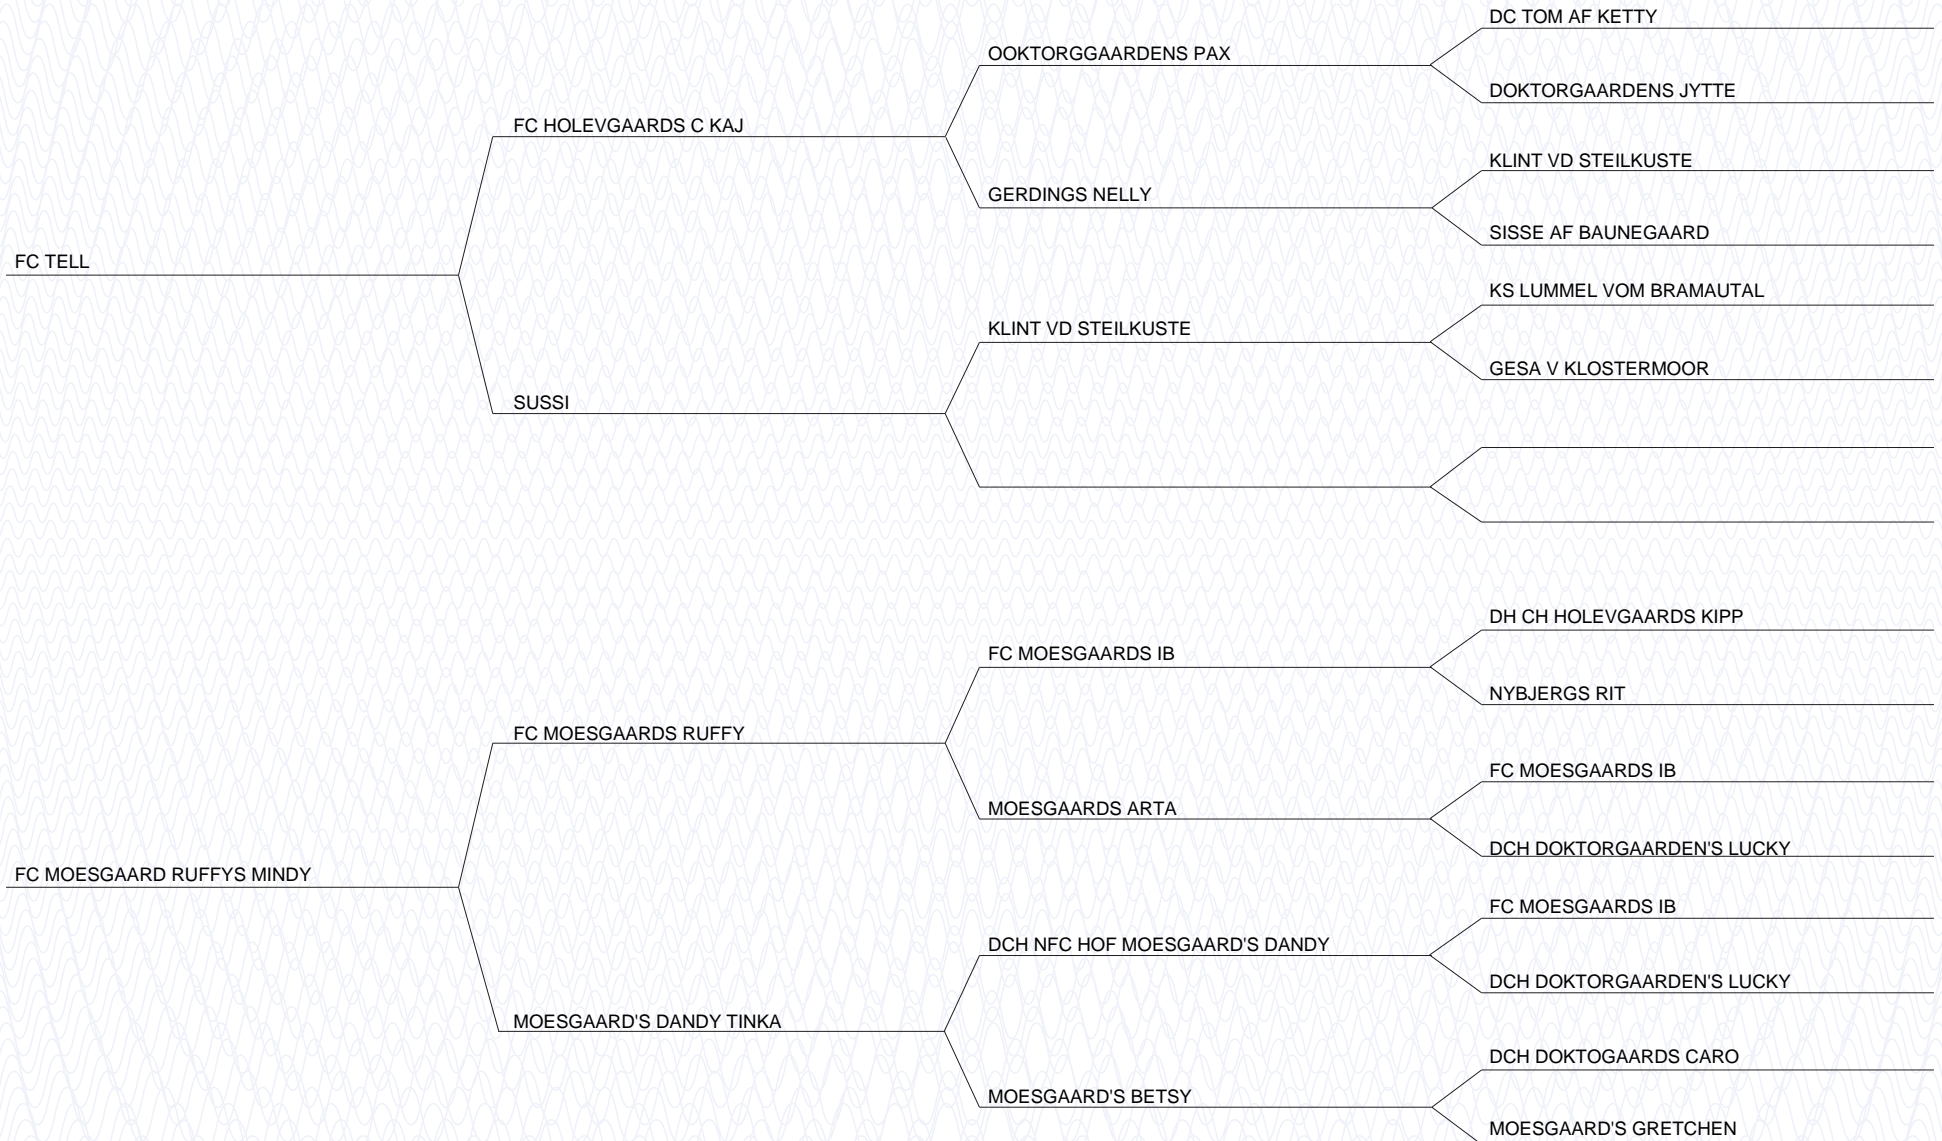 DC TOM AF KETTY
OOKTORGGAARDENS PAX
DOKTORGAARDENS JYTTE
FC HOLEVGAARDS C KAJ
KLINT VD STEILKUSTE
GERDINGS NELLY
SISSE AF BAUNEGAARD
FC TELL
KS LUMMEL VOM BRAMAUTAL
KLINT VD STEILKUSTE
GESA V KLOSTERMOOR
SUSSI
DH CH HOLEVGAARDS KIPP
FC MOESGAARDS IB
NYBJERGS RIT
FC MOESGAARDS RUFFY
FC MOESGAARDS IB
MOESGAARDS ARTA
DCH DOKTORGAARDEN'S LUCKY
FC MOESGAARD RUFFYS MINDY
FC MOESGAARDS IB
DCH NFC HOF MOESGAARD'S DANDY
DCH DOKTORGAARDEN'S LUCKY
MOESGAARD'S DANDY TINKA
DCH DOKTOGAARDS CARO
MOESGAARD'S BETSY
MOESGAARD'S GRETCHEN